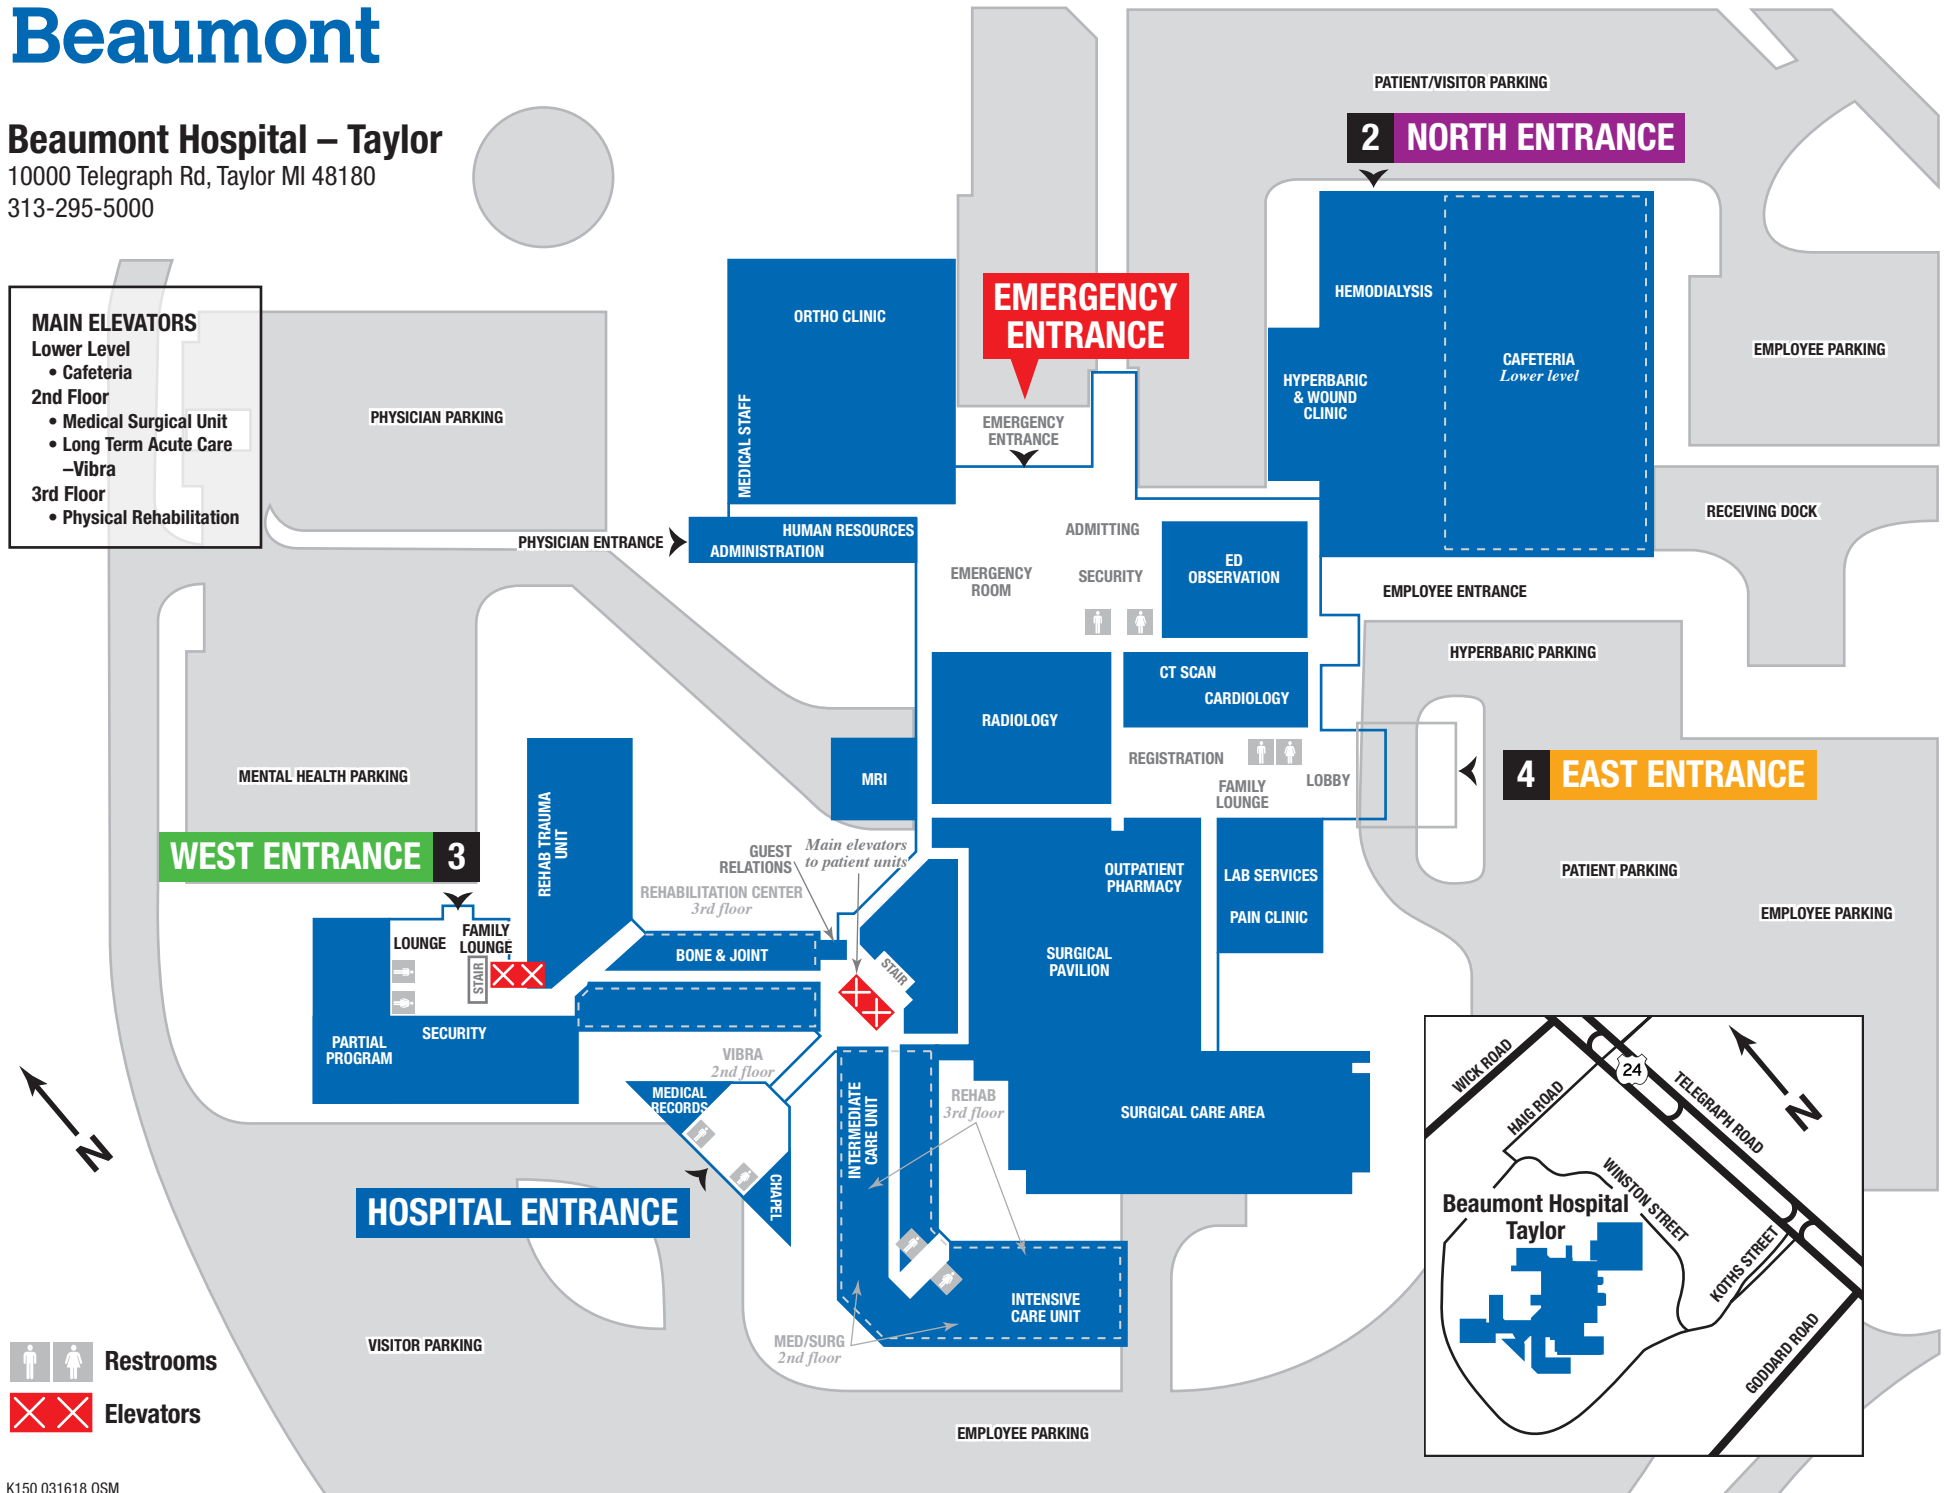 Beaumont
Beaumont Hospital – Taylor
10000 Telegraph Rd, Taylor MI 48180
313-295-5000
MAIN ELEVATORS
Lower Level
• Cafeteria
2nd Floor
• Medical Surgical Unit
• Long Term Acute Care
–Vibra
3rd Floor
• Physical Rehabilitation
PATIENT/VISITOR PARKING
2 NORTH ENTRANCE
ORTHO CLINIC
MEDICAL STAFF
EMERGENCY
ENTRANCE
EMERGENCY
ENTRANCE
HEMODIALYSIS
HYPERBARIC
& WOUND
CLINIC
CAFETERIA
Lower level
EMPLOYEE PARKING
PHYSICIAN PARKING
RECEIVING DOCK
PHYSICIAN ENTRANCE
HUMAN RESOURCES
ADMINISTRATION
ADMITTING
EMERGENCY
ROOM
SECURITY
ED
OBSERVATION
EMPLOYEE ENTRANCE
HYPERBARIC PARKING
CT SCAN
CARDIOLOGY
RADIOLOGY
REGISTRATION
FAMILY
LOUNGE
LOBBY
4 EAST ENTRANCE
MENTAL HEALTH PARKING
MRI
WEST ENTRANCE 3
REHAB TRAUMA
UNIT
GUEST
RELATIONS
Main elevators
to patient units
REHABILITATION CENTER
3rd floor
OUTPATIENT
PHARMACY
LAB SERVICES
PAIN CLINIC
PATIENT PARKING
EMPLOYEE PARKING
LOUNGE
FAMILY
LOUNGE
STAIR
BONE & JOINT
STAIR
SURGICAL
PAVILION
PARTIAL
PROGRAM
SECURITY
VIBRA
2nd floor
MEDICAL
RECORDS
CHAPEL
INTERMEDIATE
CARE UNIT
REHAB
3rd floor
SURGICAL CARE AREA
N
HOSPITAL ENTRANCE
INTENSIVE
CARE UNIT
MED/SURG
2nd floor
VISITOR PARKING
EMPLOYEE PARKING
Restrooms
Elevators
WICK ROAD
HAIG ROAD
24
TELEGRAPH ROAD
N
WINSTON STREET
Beaumont Hospital
Taylor
KOTHS STREET
GODDARD ROAD
K150 031618 OSM